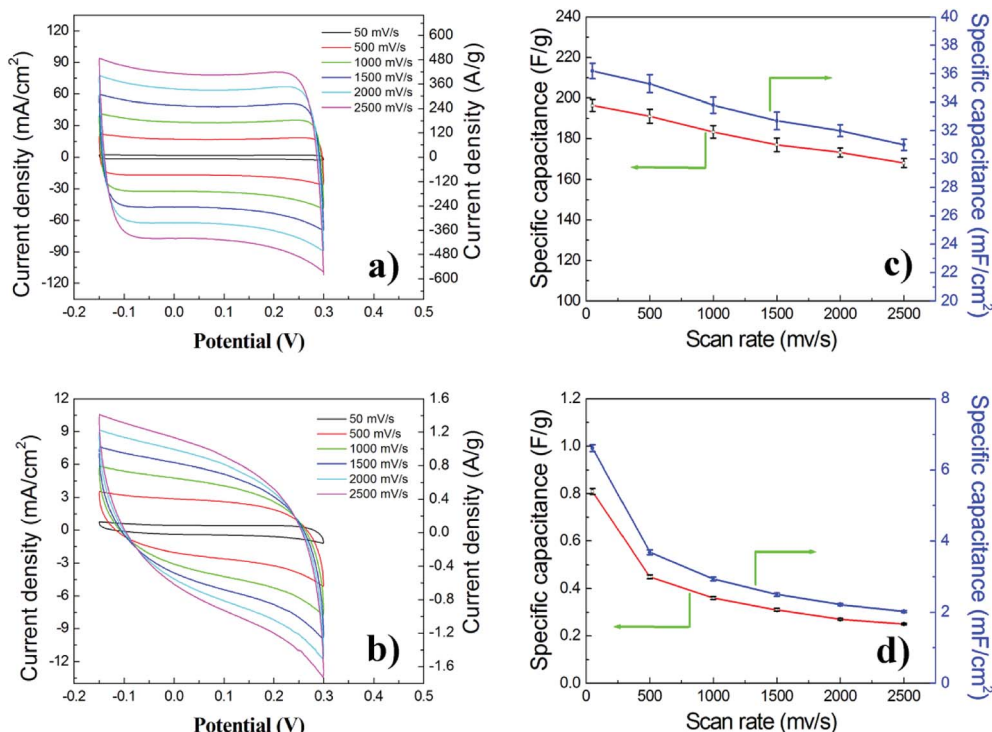 120
90
60
30
0
-30
-60
-90
-120
Current density (mA/cm²)
50 mV/s
500 mV/s
1000 mV/s
1500 mV/s
2000 mV/s
2500 mV/s
600
480
360
240
120
0
-120
-240
-360
-480
-600
Current density (A/g)
a)
-0.2 -0.1 0.0 0.1 0.2 0.3 0.4 0.5
Potential (V)
240
220
200
180
160
140
120
100
Specific capacitance (F/g)
40
38
36
34
32
31
30
28
26
24
22
20
Specific capacitance (mF/cm²)
c)
0 500 1000 1500 2000 2500
Scan rate (mv/s)
12
9
6
3
0
-3
-6
-9
-12
Current density (mA/cm²)
50 mV/s
500 mV/s
1000 mV/s
1500 mV/s
2000 mV/s
2500 mV/s
1.6
1.2
0.8
0.4
0.0
-0.4
-0.8
-1.2
-1.6
Current density (A/g)
b)
-0.2 -0.1 0.0 0.1 0.2 0.3 0.4 0.5
Potential (V)
1.2
1.0
0.8
0.6
0.4
0.2
0.0
Specific capacitance (F/g)
8
6
4
2
0
Specific capacitance (mF/cm²)
d)
0 500 1000 1500 2000 2500
Scan rate (mv/s)